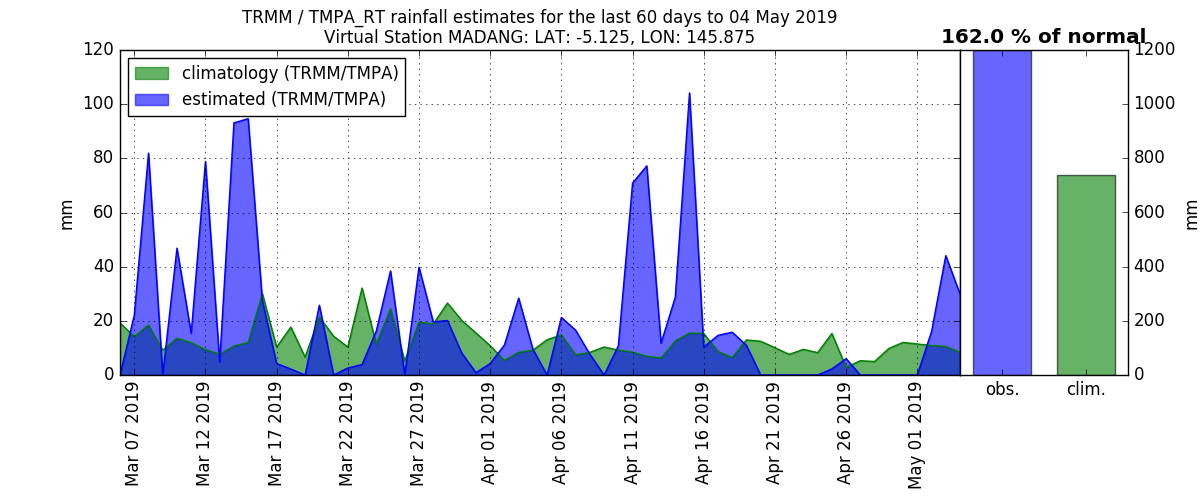 TRMM / TMPA_RT rainfall estimates for the last 60 days to 04 May 2019
Virtual Station MADANG: LAT: -5.125, LON: 145.875
162.0 % of normal
climatology (TRMM/TMPA)
estimated (TRMM/TMPA)
mm
120
100
80
60
40
20
0
Mar 07 2019
Mar 12 2019
Mar 17 2019
Mar 22 2019
Mar 27 2019
Apr 01 2019
Apr 06 2019
Apr 11 2019
Apr 16 2019
Apr 21 2019
Apr 26 2019
May 01 2019
obs.
clim.
1200
1000
800
600
400
200
0
mm